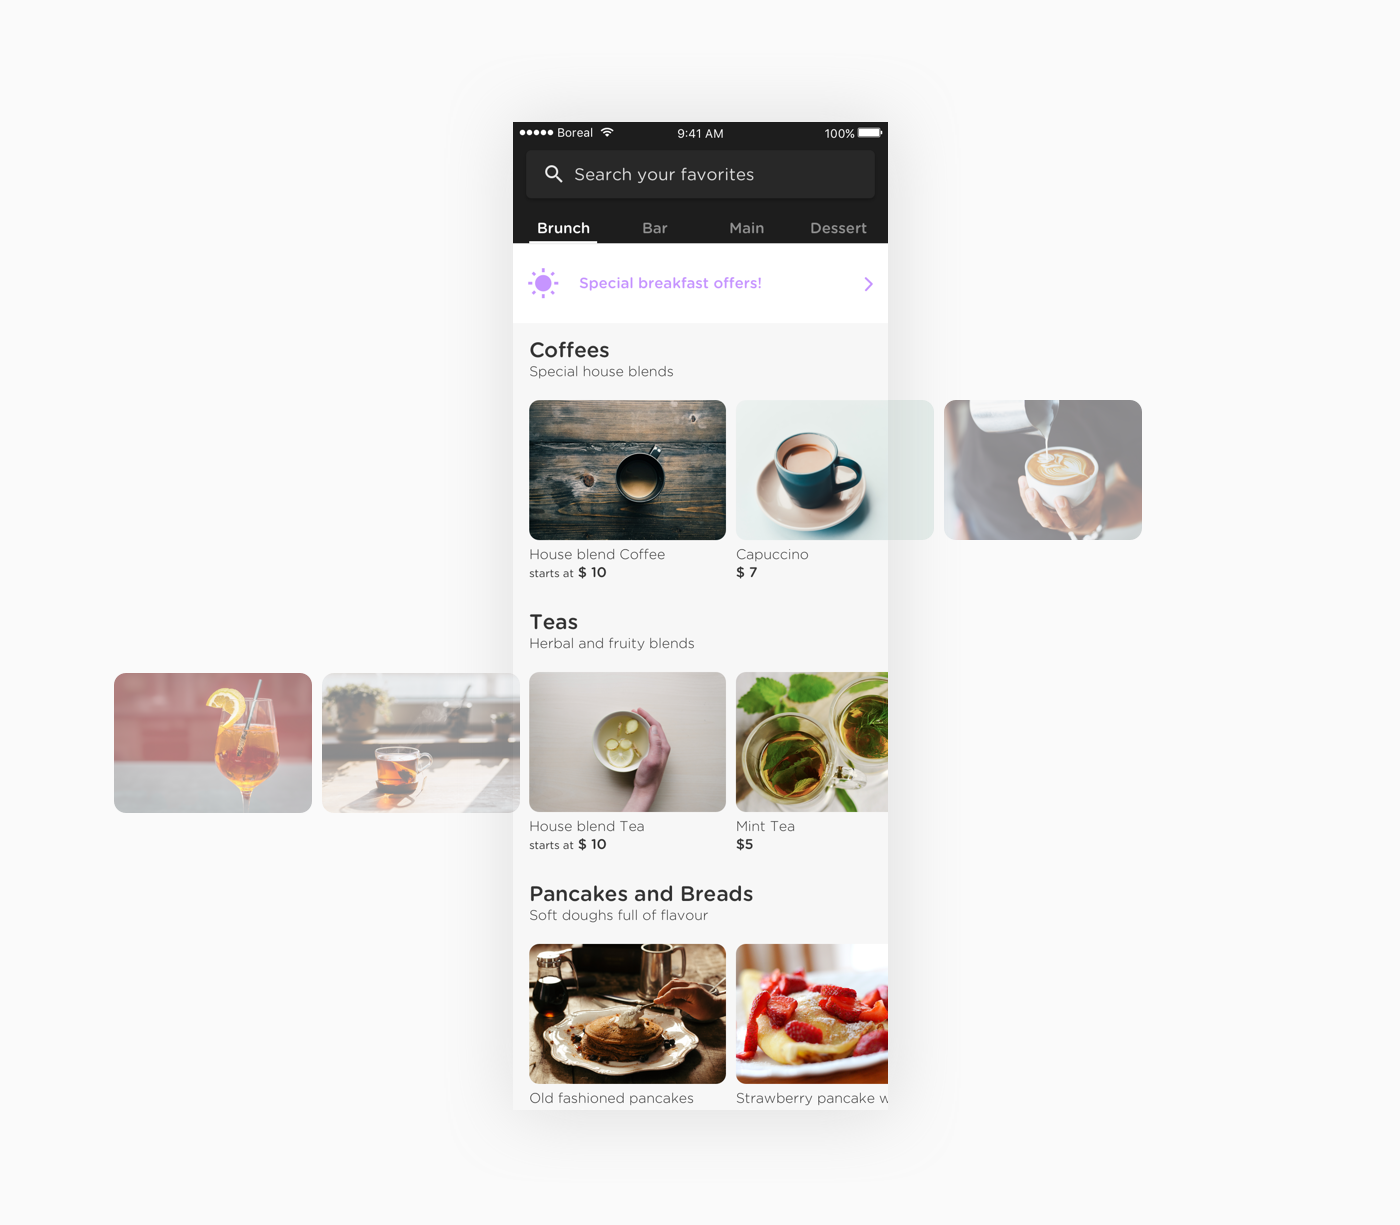 Boreal 9:41 AM 100%
Search your favorites
Brunch Bar Main Dessert
Special breakfast offers!
Coffees
Special house blends
House blend Coffee
starts at $ 10
Capuccino
$ 7
Teas
Herbal and fruity blends
House blend Tea
starts at $ 10
Mint Tea
$5
Pancakes and Breads
Soft doughs full of flavour
Old fashioned pancakes
Strawberry pancake w